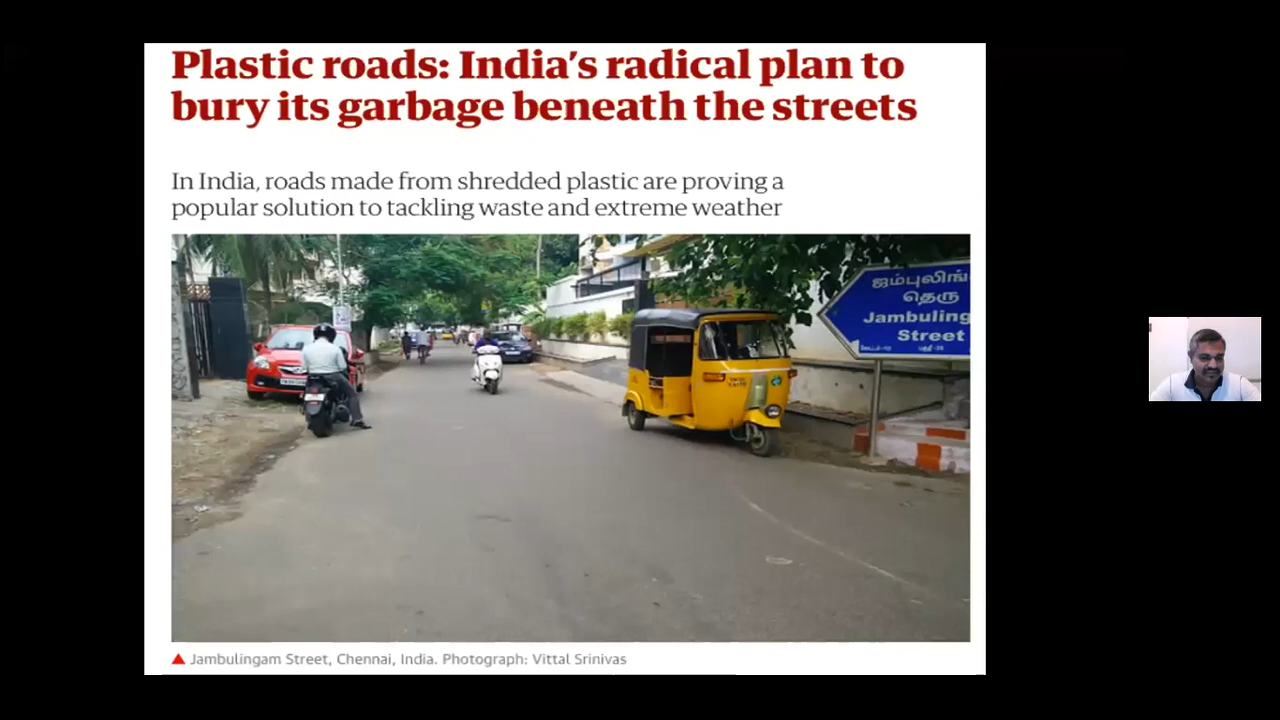 Plastic roads: India's radical plan to
bury its garbage beneath the streets
In India, roads made from shredded plastic are proving a
popular solution to tackling waste and extreme weather
ஜம்புலிங்
தெரு
Jambuling
Street
Jambulingam Street, Chennai, India. Photograph: Vittal Srinivas